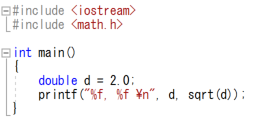 #include <iostream>
#include <math.h>
int main()
{
double d = 2.0;
printf("%f, %f ¥n", d, sqrt(d));
}